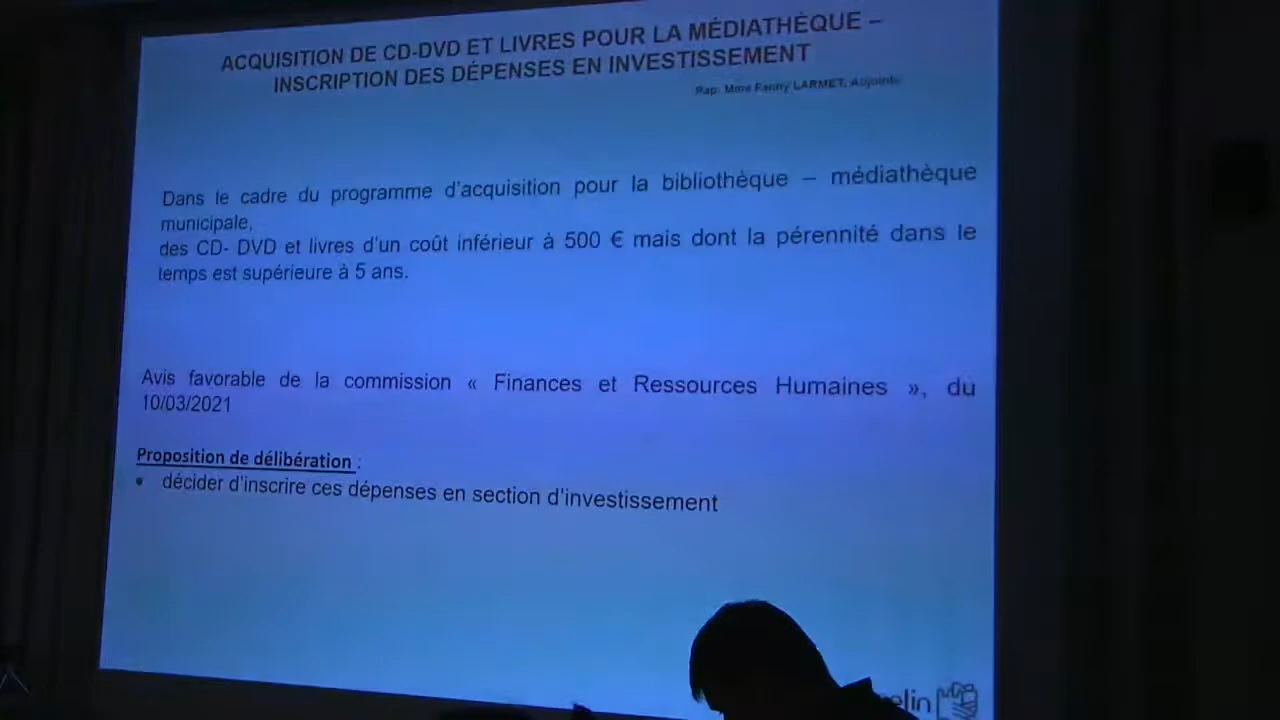 ACQUISITION DE CD-DVD ET LIVRES POUR LA MÉDIATHÈQUE –
INSCRIPTION DES DÉPENSES EN INVESTISSEMENT
Rap: Mme Fanny LARMET, Adjointe
Dans le cadre du programme d'acquisition pour la bibliothèque – médiathèque
municipale,
des CD- DVD et livres d'un coût inférieur à 500 € mais dont la pérennité dans le
temps est supérieure à 5 ans.
Avis favorable de la commission « Finances et Ressources Humaines », du
10/03/2021
Proposition de délibération :
• décider d'inscrire ces dépenses en section d'investissement